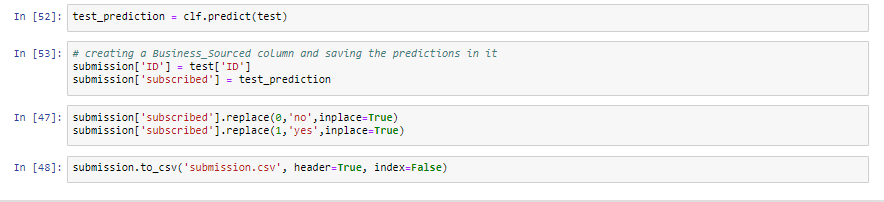 In [52]: test_prediction = clf.predict(test)
In [53]: # creating a Business_Sourced column and saving the predictions in it
submission['ID'] = test['ID']
submission['subscribed'] = test_prediction
In [47]: submission['subscribed'].replace(0,'no',inplace=True)
submission['subscribed'].replace(1,'yes',inplace=True)
In [48]: submission.to_csv('submission.csv', header=True, index=False)